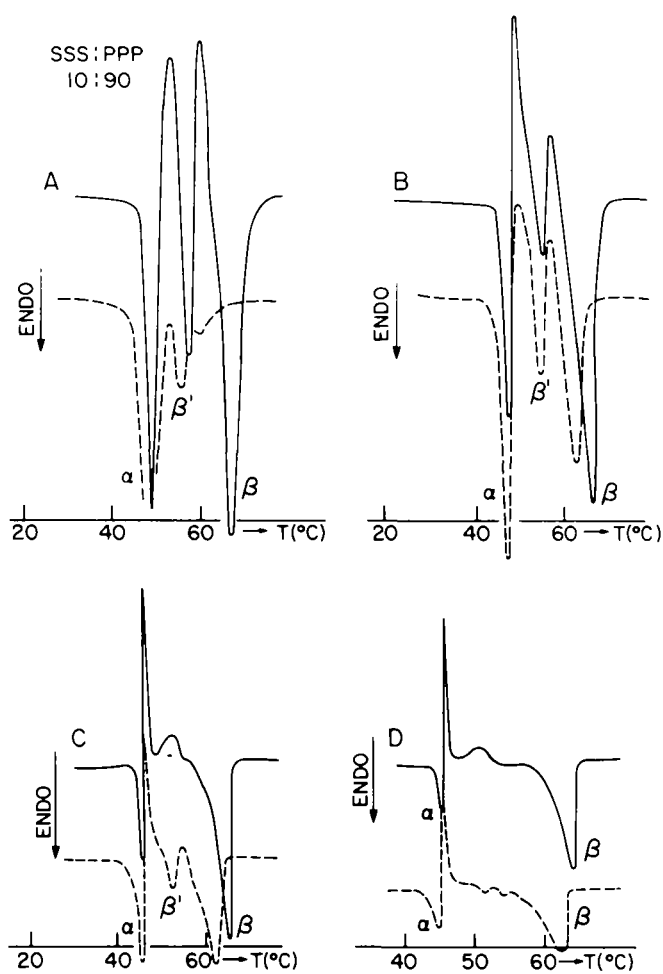 SSS:PPP
10:90
A
ENDO
α
β'
β
20 40 60 → T(°C)
B
ENDO
α
β'
β
20 40 60 → T(°C)
C
ENDO
α
β'
β
20 40 60 → T(°C)
D
ENDO
α
β
α
β
40 50 60 → T(°C)